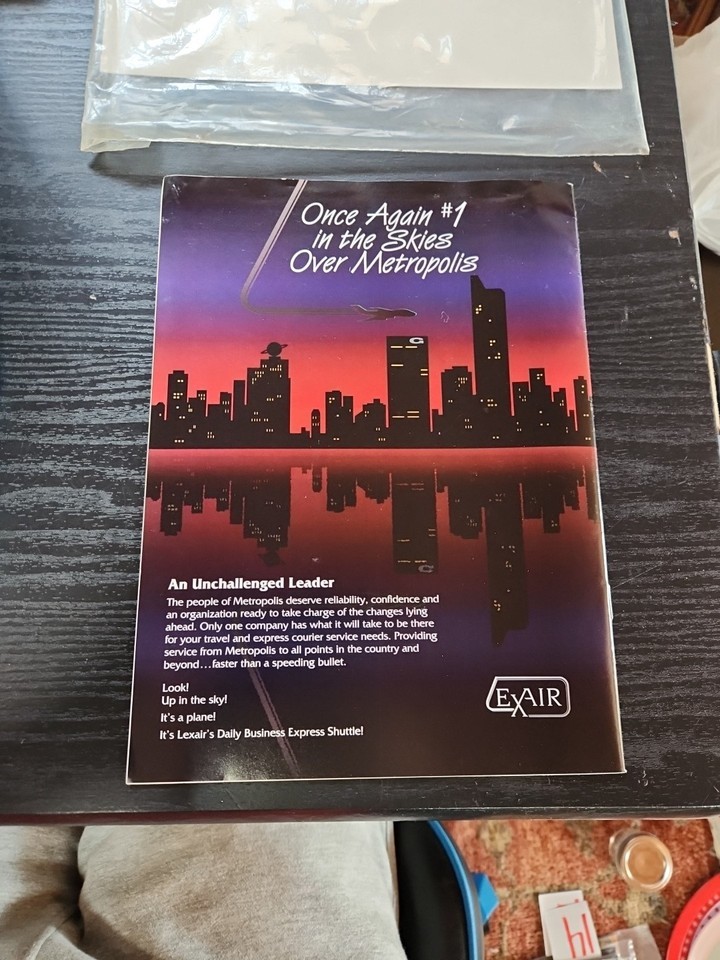 Once Again #1
in the Skies
Over Metropolis
G
G
An Unchallenged Leader
The people of Metropolis deserve reliability, confidence and
an organization ready to take charge of the changes lying
ahead. Only one company has what it will take to be there
for your travel and express courier service needs. Providing
service from Metropolis to all points in the country and
beyond...faster than a speeding bullet.
Look!
Up in the sky!
It's a plane!
It's Lexair's Daily Business Express Shuttle!
LEXAIR
hl